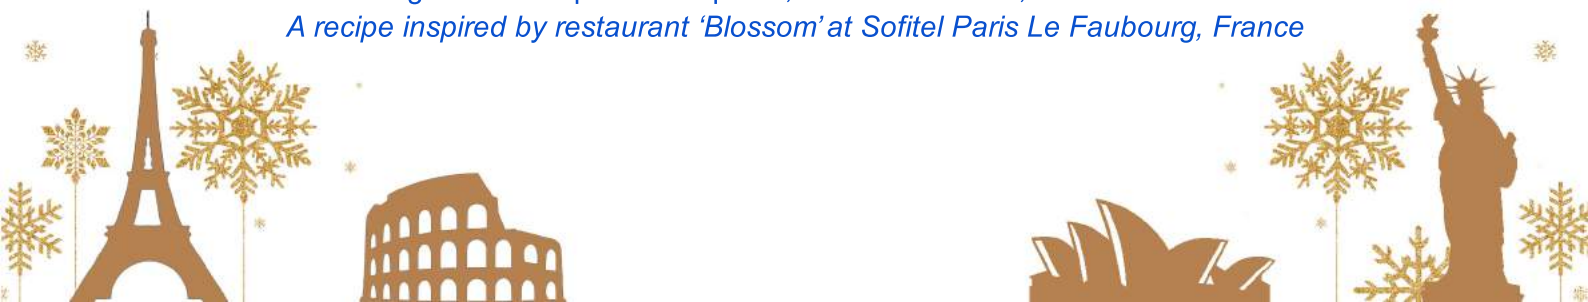 A recipe inspired by restaurant ‘Blossom’ at Sofitel Paris Le Faubourg, France